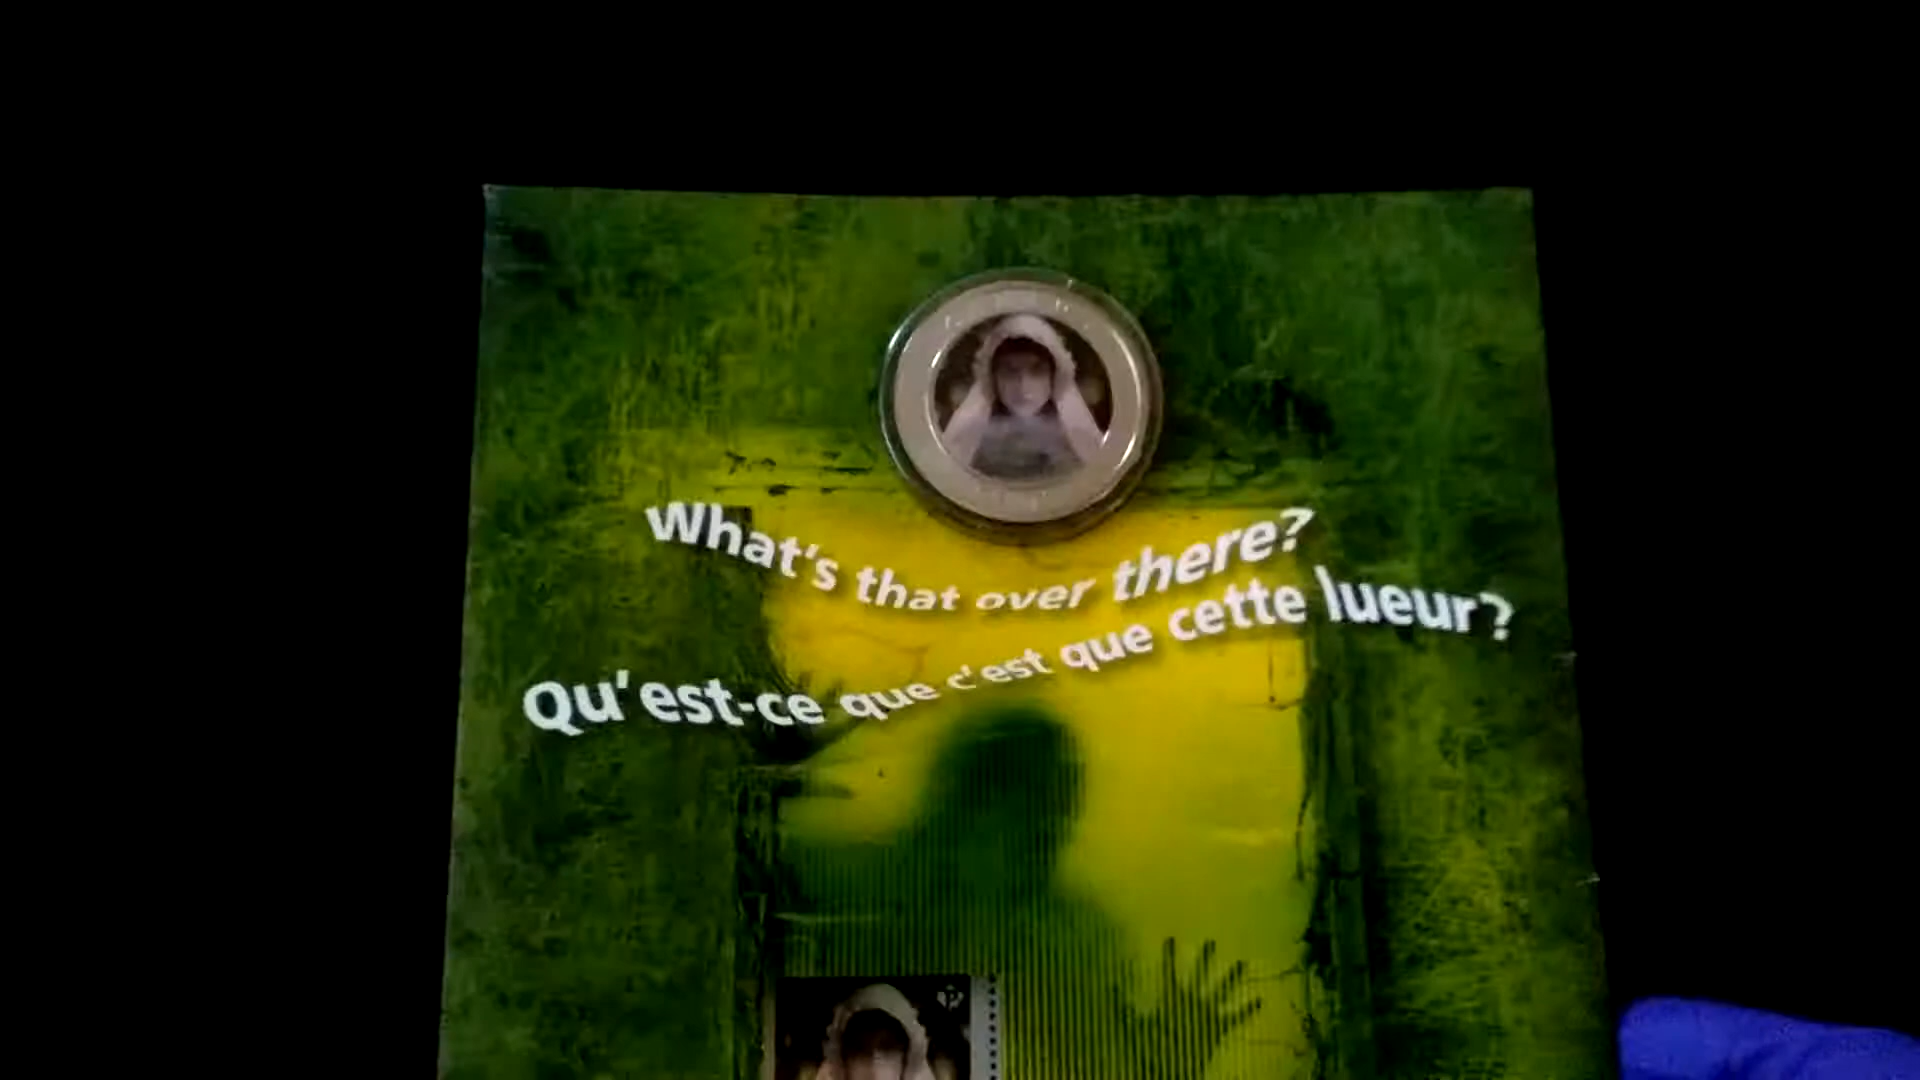 What's that over there?
Qu'est-ce que c'est que cette lueur?
P